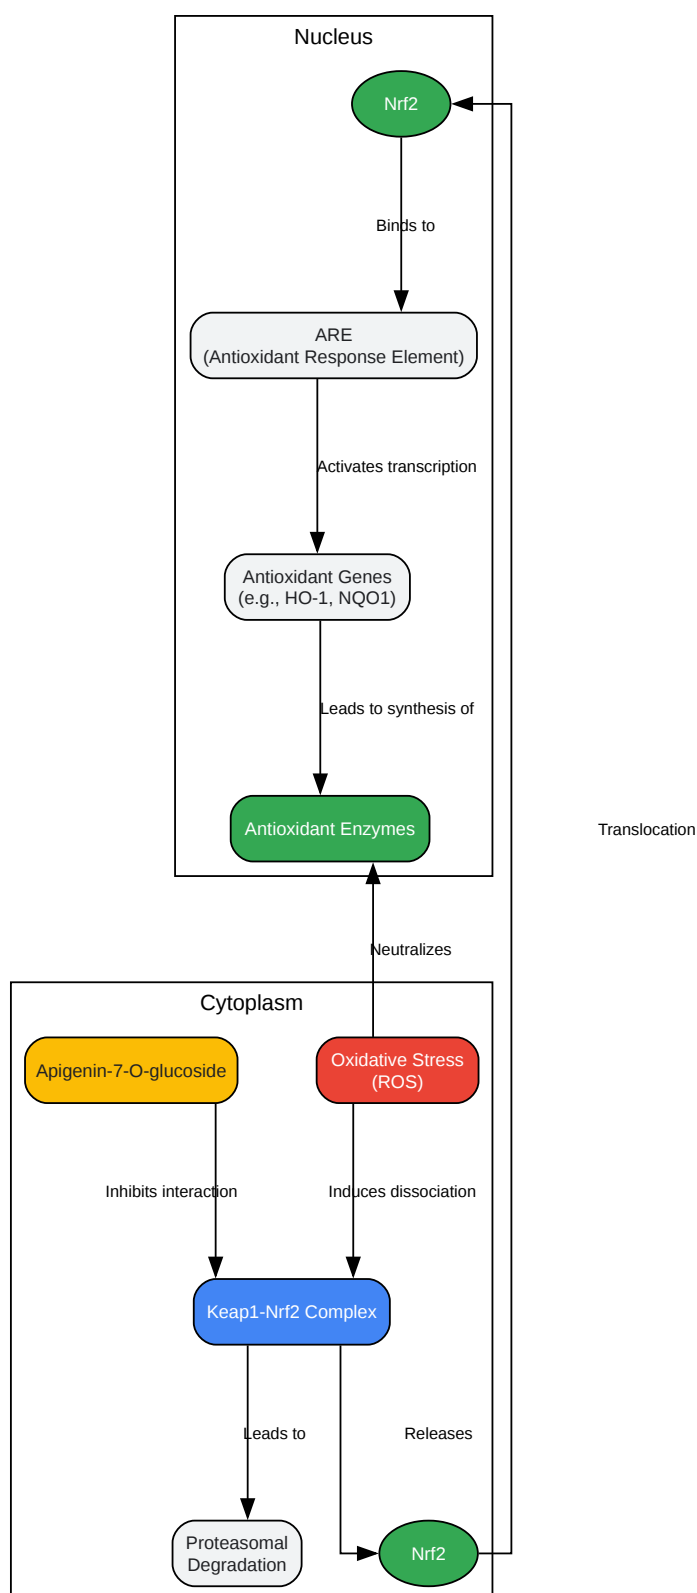 Nucleus
Nrf2
Binds to
ARE
(Antioxidant Response Element)
Activates transcription
Antioxidant Genes
(e.g., HO-1, NQO1)
Leads to synthesis of
Antioxidant Enzymes
Translocation
Neutralizes
Cytoplasm
Apigenin-7-O-glucoside
Oxidative Stress
(ROS)
Inhibits interaction
Induces dissociation
Keap1-Nrf2 Complex
Leads to
Releases
Proteasomal
Degradation
Nrf2